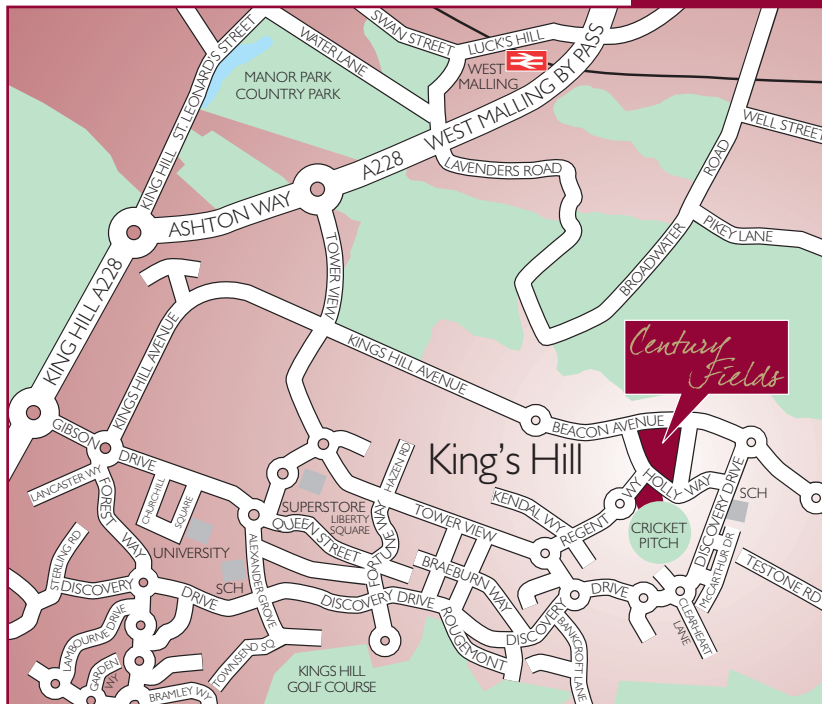 SWAN STREET
LUCK'S HILL
WATER LANE
WEST
MALLING
MANOR PARK
COUNTRY PARK
KING HILL
ST. LEONARD'S STREET
A228
WEST MALLING BY PASS
WELL STREET
LAVENDERS ROAD
ROAD
BROADWATER
PIKEY LANE
ASHTON WAY
TOWER VIEW
KING HILL A228
KINGS HILL AVENUE
KINGS HILL AVENUE
Century
Fields
BEACON AVENUE
GIBSON
DRIVE
King's Hill
HAZEN RD
HOLLY WAY
DISCOVERY DRIVE
SCH
LANCASTER WY
FOREST
WAY
CHURCHILL
SQUARE
SUPERSTORE
LIBERTY
SQUARE
FORTUNE WAY
KENDAL WY
TOWER VIEW
REGENT
WY
CRICKET
PITCH
UNIVERSITY
QUEEN STREET
SCH
ALEXANDER GROVE
STERLING RD
DISCOVERY
DRIVE
DISCOVERY DRIVE
BRAEBURN WAY
ROUGEMONT
DISCOVERY
DRIVE
BANKCROFT LANE
McCARTHUR DR
TESTONE RD
CLEARHEART
LANE
LAMBOURNE DRIVE
GARDEN
WY
BRAMLEY WY
TOWNSEND SQ
KINGS HILL
GOLF COURSE